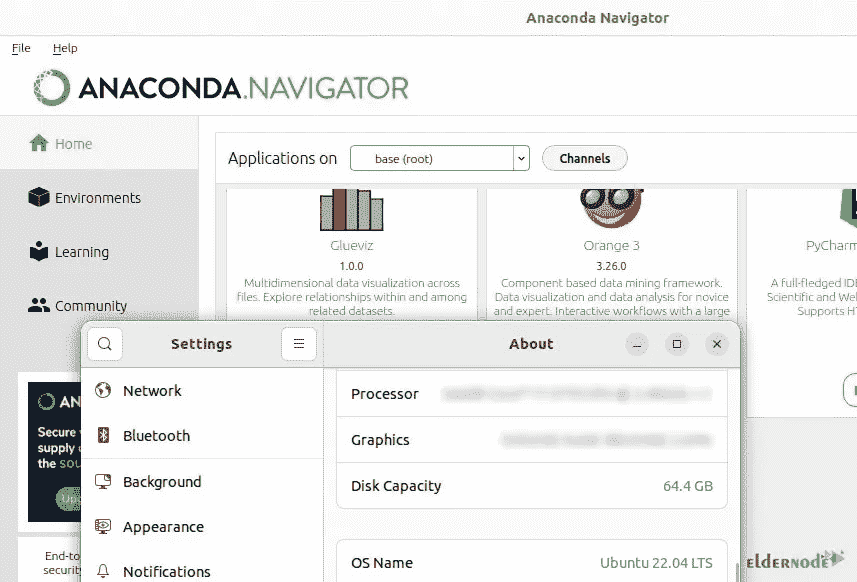 Anaconda Navigator
File Help
ANACONDA.NAVIGATOR
Home
Environments
Learning
Community
Applications on base (root) Channels
Glueviz
1.0.0
Multidimensional data visualization across
files. Explore relationships within and among
related datasets.
Orange 3
3.26.0
Component based data mining framework.
Data visualization and data analysis for novice
and expert. Interactive workflows with a large
PyCharm
A full-fledged IDE
Scientific and We
Supports H
AN
Secure
supply
the sou
Up
End-to
security
Settings
Network
Bluetooth
Background
Appearance
Notifications
About
Processor
Graphics
Disk Capacity 64.4 GB
OS Name Ubuntu 22.04 LTS
eldernode